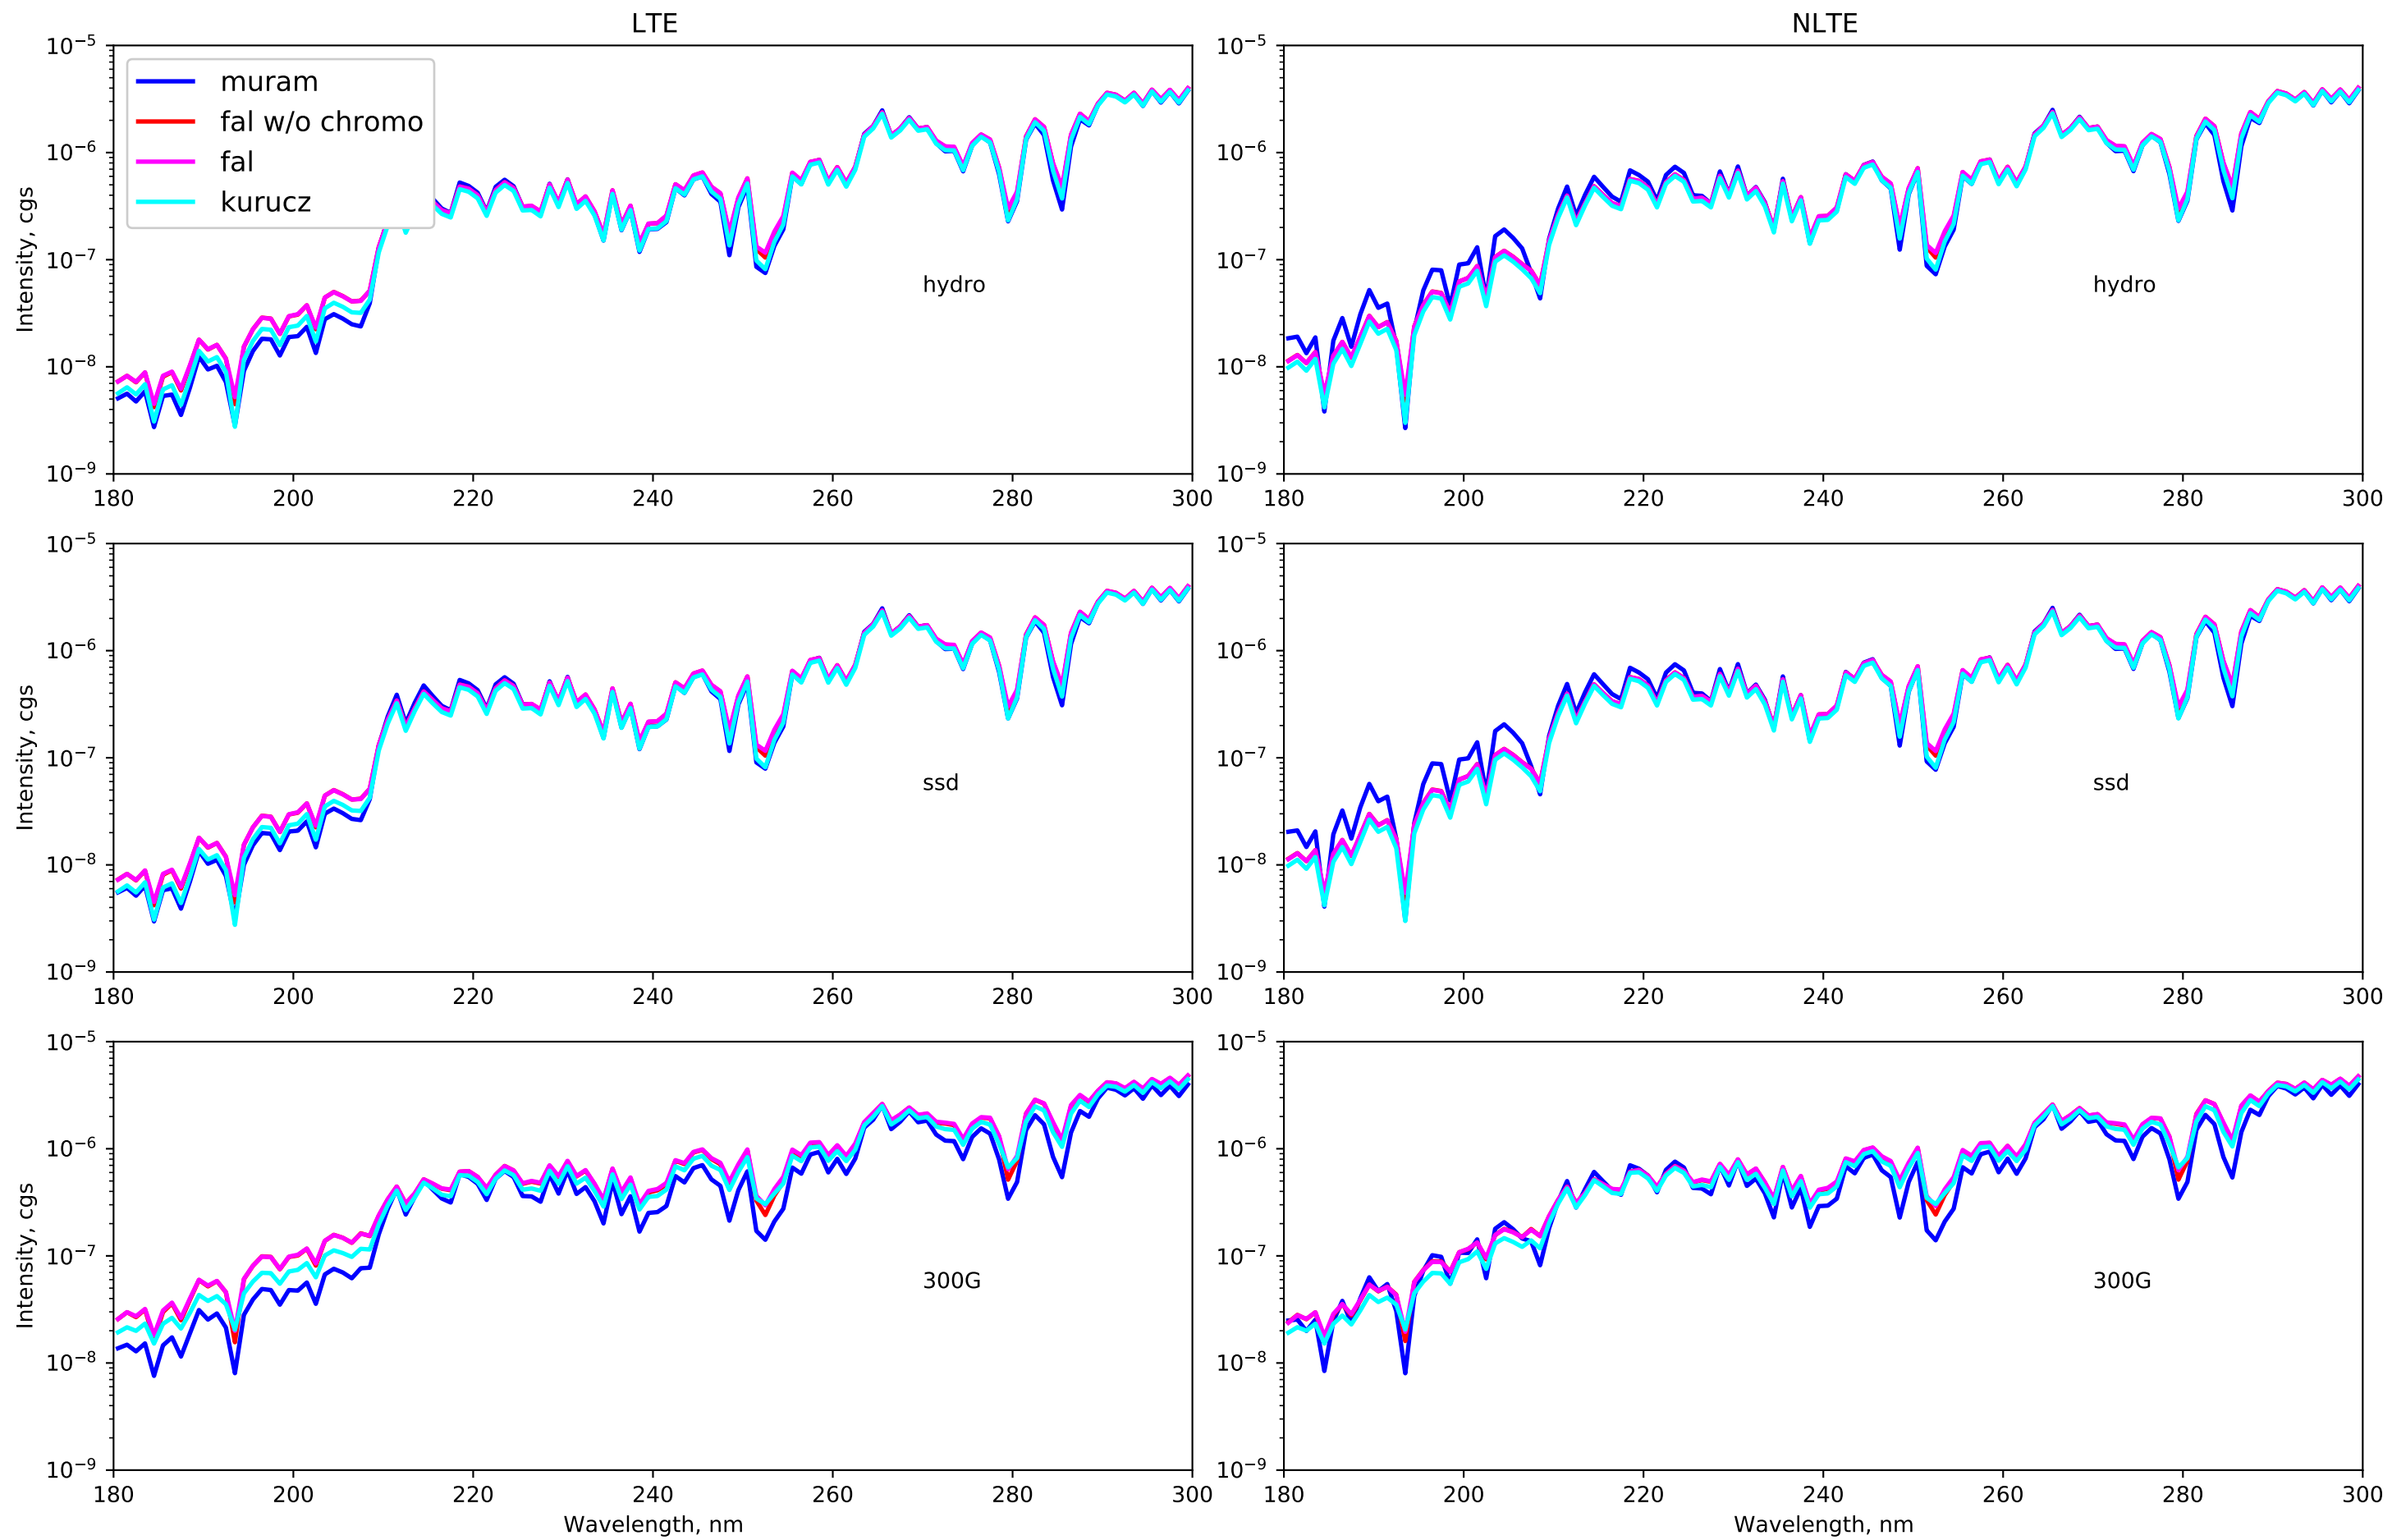 LTE
NLTE
10⁻⁵
10⁻⁶
10⁻⁷
10⁻⁸
10⁻⁹
Intensity, cgs
muram
fal w/o chromo
fal
kurucz
hydro
180 200 220 240 260 280 300
10⁻⁵
10⁻⁶
10⁻⁷
10⁻⁸
10⁻⁹
hydro
180 200 220 240 260 280 300
10⁻⁵
10⁻⁶
10⁻⁷
10⁻⁸
10⁻⁹
Intensity, cgs
ssd
180 200 220 240 260 280 300
10⁻⁵
10⁻⁶
10⁻⁷
10⁻⁸
10⁻⁹
ssd
180 200 220 240 260 280 300
10⁻⁵
10⁻⁶
10⁻⁷
10⁻⁸
10⁻⁹
Intensity, cgs
300G
180 200 220 240 260 280 300
Wavelength, nm
10⁻⁵
10⁻⁶
10⁻⁷
10⁻⁸
10⁻⁹
300G
180 200 220 240 260 280 300
Wavelength, nm